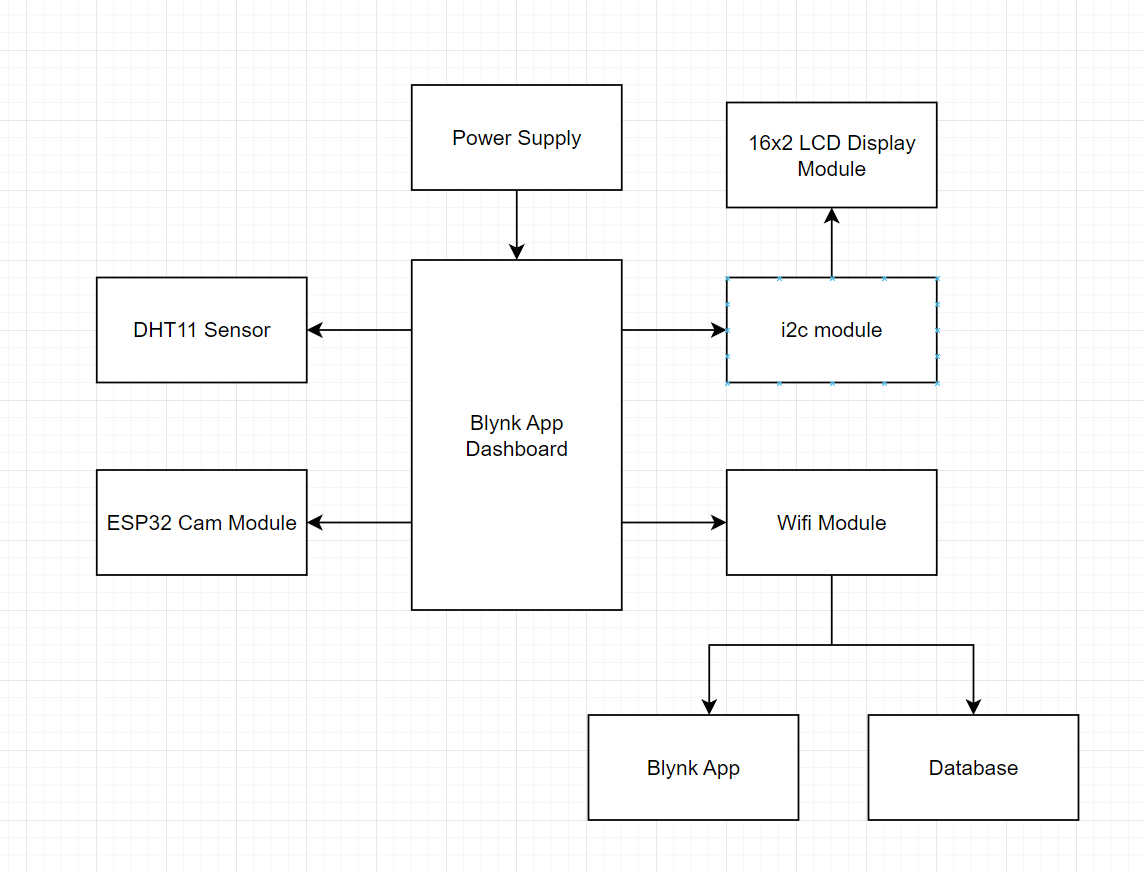 Power Supply
16x2 LCD Display
Module
DHT11 Sensor
i2c module
Blynk App
Dashboard
ESP32 Cam Module
Wifi Module
Blynk App
Database